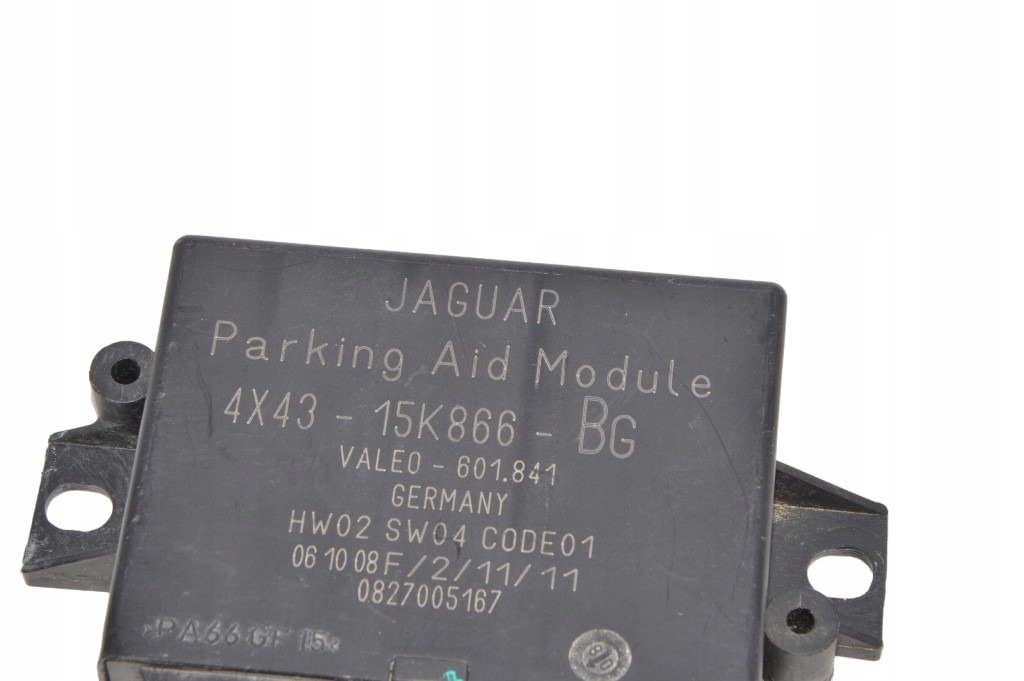 JAGUAR
Parking Aid Module
4X43 - 15K866 - BG
VALEO - 601.841
GERMANY
HW02 SW04 CODE01
06 10 08 F/2/11/11
0827005167
>PA66 GF 15<